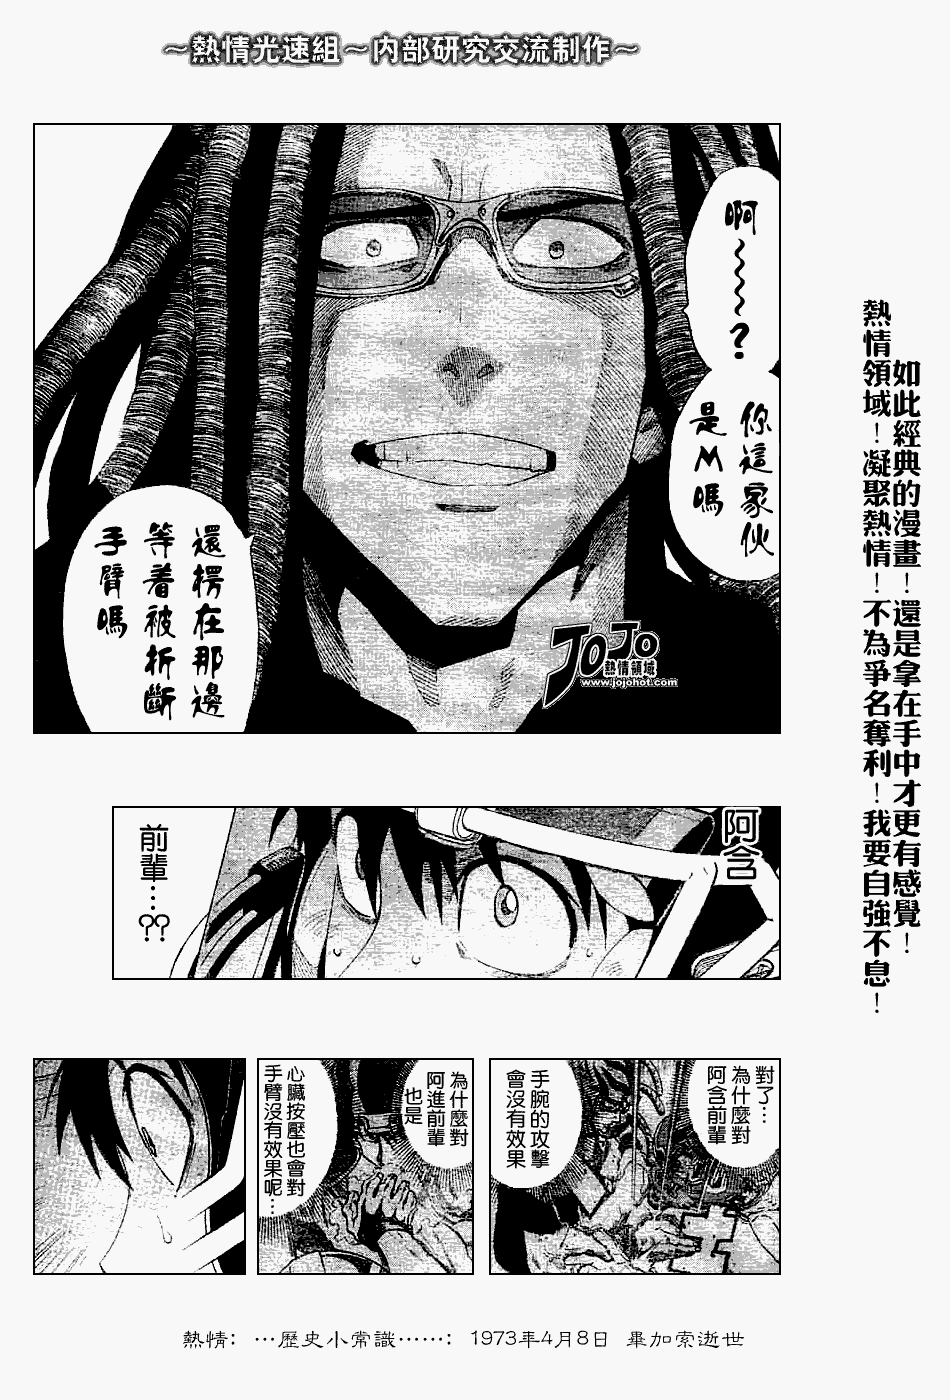 ～熱情光速組～內部研究交流制作～
啊～～～～?
你這家伙
是M嗎
還楞在那邊
等着被折斷
手臂嗎
JOJO
熱情領域
www.jojohot.com
阿含
前輩…??
對了…
為什麼對
阿含前輩
手腕的攻擊
會沒有效果
為什麼對
阿進前輩
也是
心臟按壓也會對
手臂沒有效果呢…
如此經典的漫畫！還是拿在手中才更有感覺！
熱情領域！凝聚熱情！不為爭名奪利！我要自強不息！
熱情：…歷史小常識……：1973年4月8日 畢加索逝世